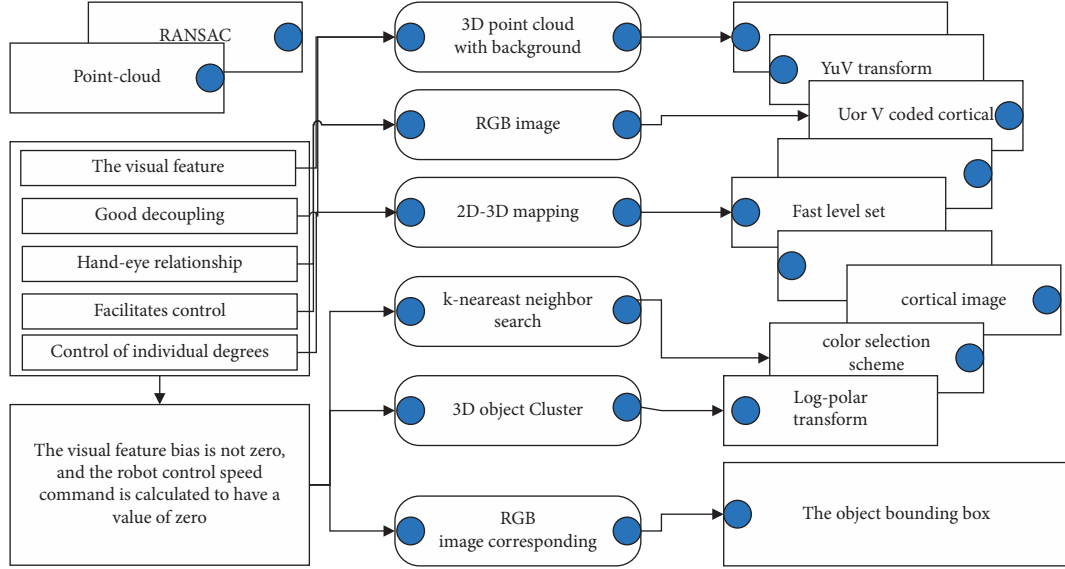 RANSAC
Point-cloud
The visual feature
Good decoupling
Hand-eye relationship
Facilitates control
Control of individual degrees
The visual feature bias is not zero,
and the robot control speed
command is calculated to have a
value of zero
3D point cloud
with background
RGB image
2D-3D mapping
k-neareast neighbor
search
3D object Cluster
RGB
image corresponding
YuV transform
Uor V coded cortical
Fast level set
cortical image
color selection
scheme
Log-polar
transform
The object bounding box